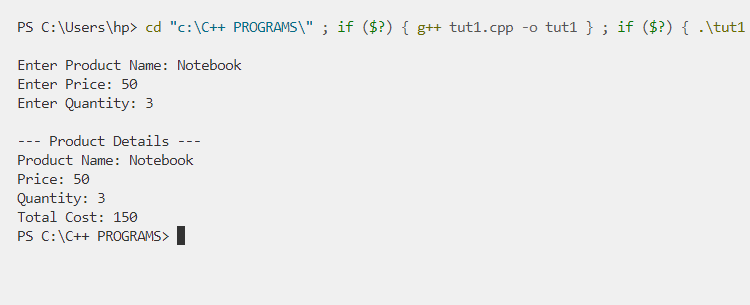 PS C:\Users\hp> cd "c:\C++ PROGRAMS\" ; if ($?) { g++ tut1.cpp -o tut1 } ; if ($?) { .\tut1
Enter Product Name: Notebook
Enter Price: 50
Enter Quantity: 3
--- Product Details ---
Product Name: Notebook
Price: 50
Quantity: 3
Total Cost: 150
PS C:\C++ PROGRAMS>